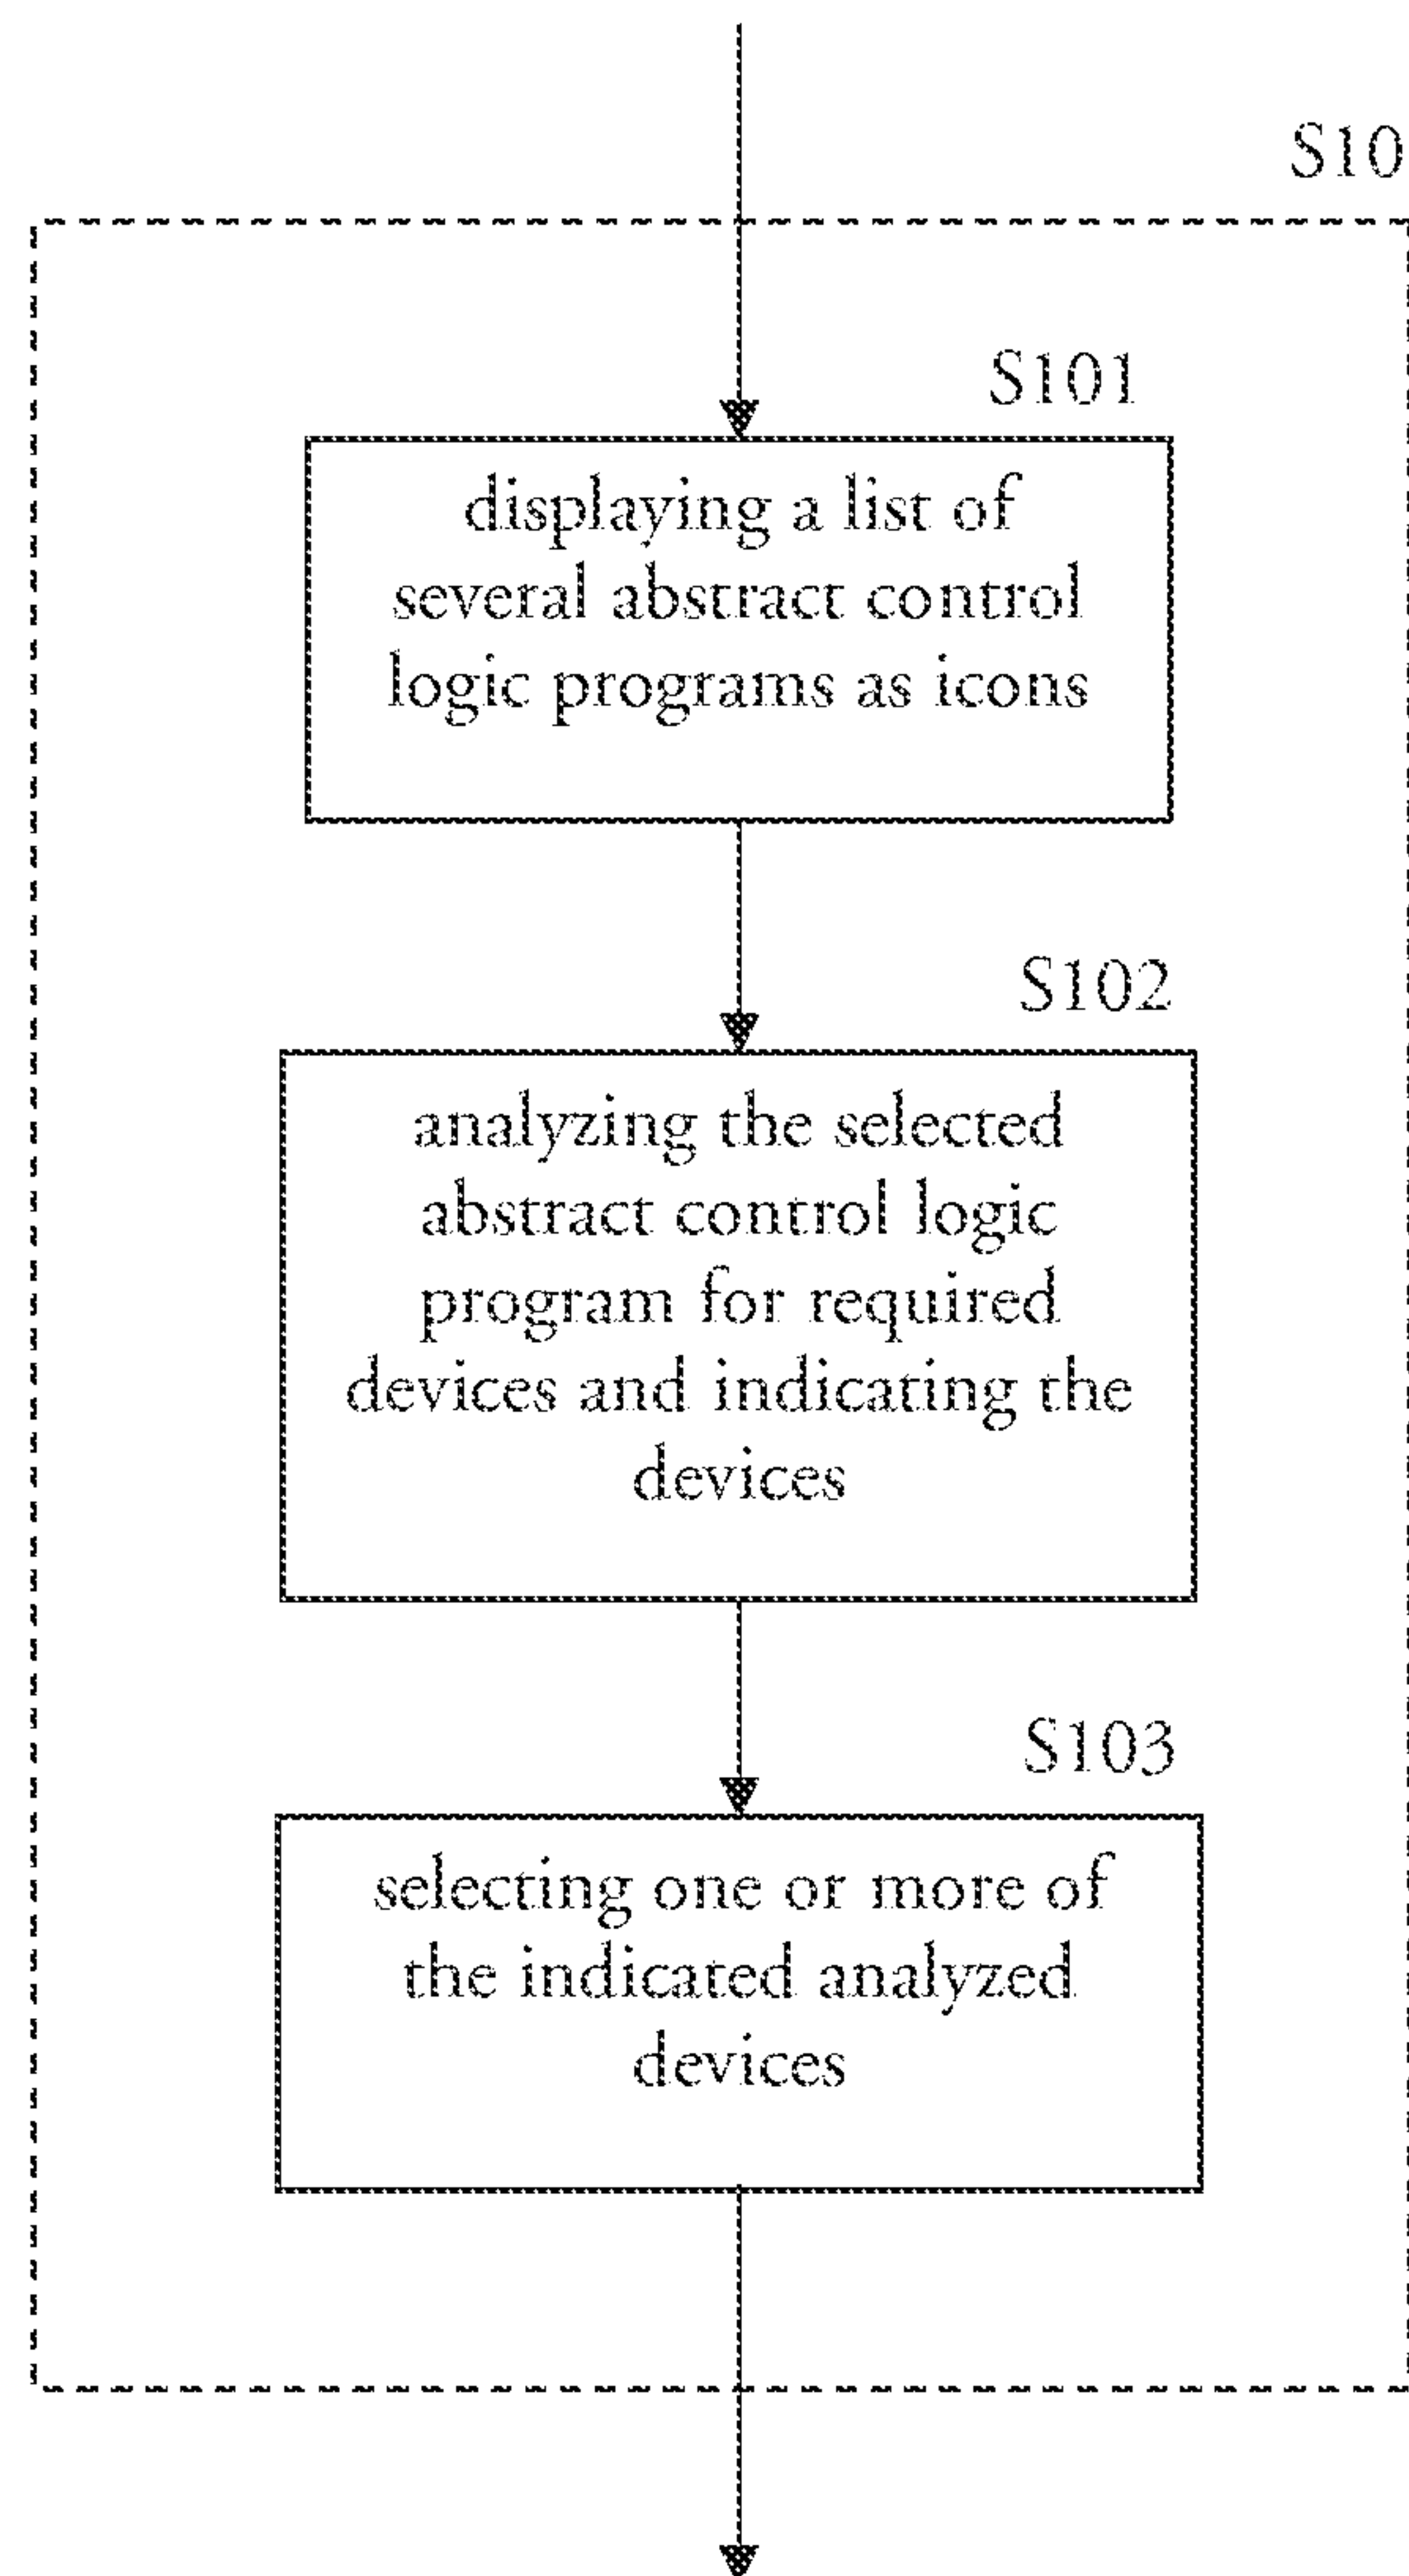 S10
S101
displaying a list of
several abstract control
logic programs as icons
S102
analyzing the selected
abstract control logic
program for required
devices and indicating the
devices
S103
selecting one or more of
the indicated analyzed
devices